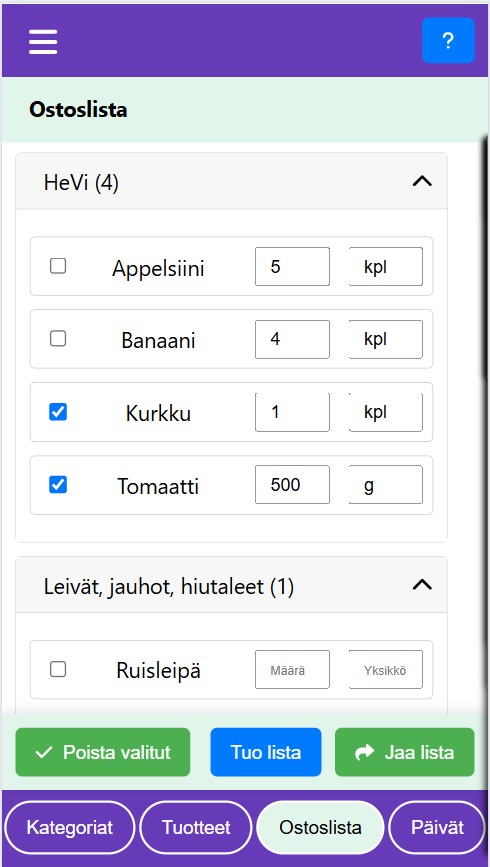 ?
Ostoslista
HeVi (4)
Appelsiini 5 kpl
Banaani 4 kpl
Kurkku 1 kpl
Tomaatti 500 g
Leivät, jauhot, hiutaleet (1)
Ruisleipä Määrä Yksikkö
Poista valitut Tuo lista Jaa lista
Kategoriat Tuotteet Ostoslista Päivät